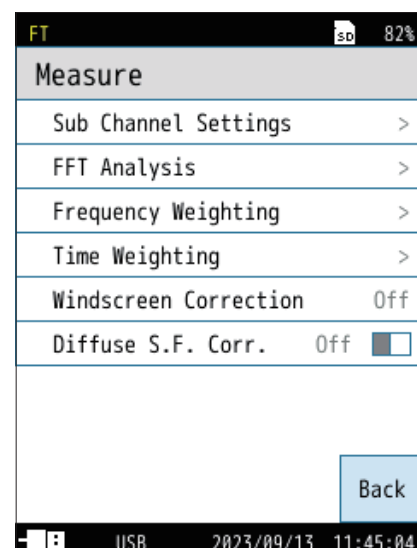 FT SD 82%
Measure
Sub Channel Settings >
FFT Analysis >
Frequency Weighting >
Time Weighting >
Windscreen Correction Off
Diffuse S.F. Corr. Off
Back
USB 2023/09/13 11:45:04